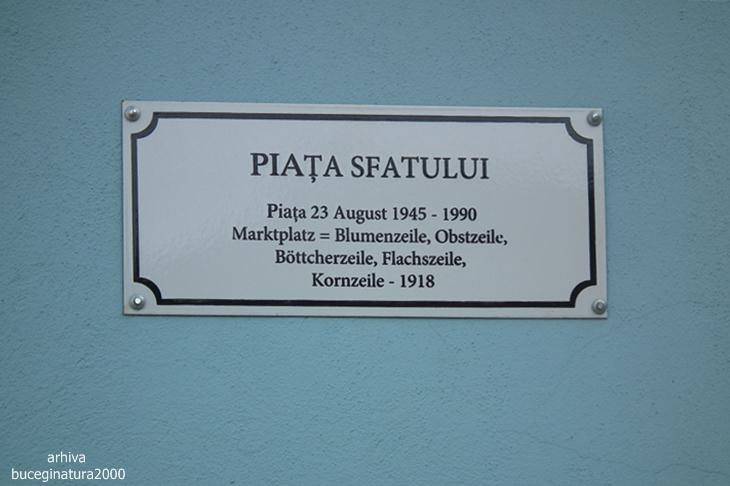 PIAȚA SFATULUI
Piața 23 August 1945 - 1990
Marktplatz = Blumenzeile, Obstzeile,
Böttcherzeile, Flachszeile,
Kornzeile - 1918
arhiva
buceginatura2000